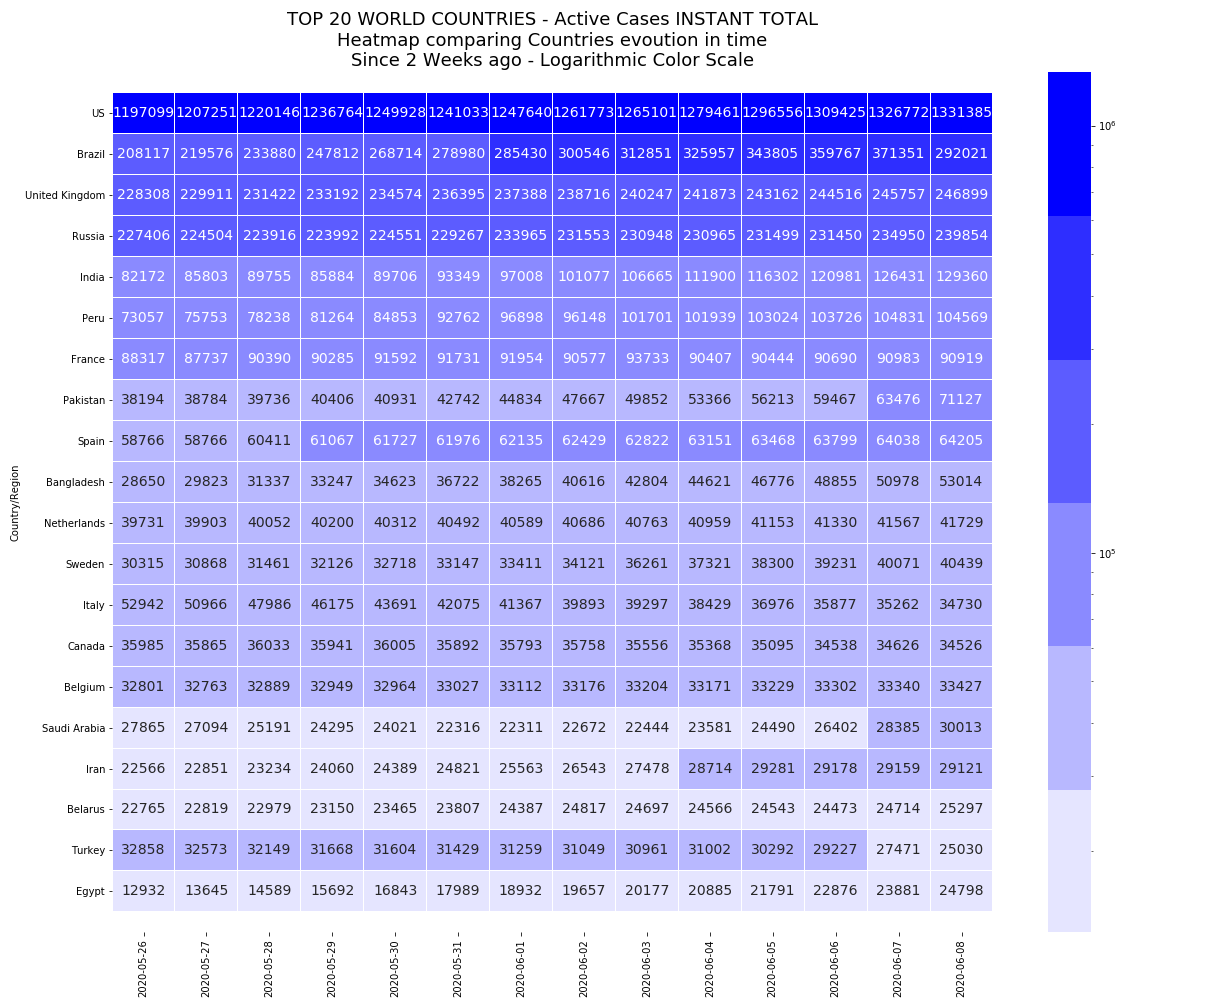 TOP 20 WORLD COUNTRIES - Active Cases INSTANT TOTAL
Heatmap comparing Countries evoution in time
Since 2 Weeks ago - Logarithmic Color Scale
Country/Region
US 1197099 1207251 1220146 1236764 1249928 1241033 1247640 1261773 1265101 1279461 1296556 1309425 1326772 1331385
Brazil 208117 219576 233880 247812 268714 278980 285430 300546 312851 325957 343805 359767 371351 292021
United Kingdom 228308 229911 231422 233192 234574 236395 237388 238716 240247 241873 243162 244516 245757 246899
Russia 227406 224504 223916 223992 224551 229267 233965 231553 230948 230965 231499 231450 234950 239854
India 82172 85803 89755 85884 89706 93349 97008 101077 106665 111900 116302 120981 126431 129360
Peru 73057 75753 78238 81264 84853 92762 96898 96148 101701 101939 103024 103726 104831 104569
France 88317 87737 90390 90285 91592 91731 91954 90577 93733 90407 90444 90690 90983 90919
Pakistan 38194 38784 39736 40406 40931 42742 44834 47667 49852 53366 56213 59467 63476 71127
Spain 58766 58766 60411 61067 61727 61976 62135 62429 62822 63151 63468 63799 64038 64205
Bangladesh 28650 29823 31337 33247 34623 36722 38265 40616 42804 44621 46776 48855 50978 53014
Netherlands 39731 39903 40052 40200 40312 40492 40589 40686 40763 40959 41153 41330 41567 41729
Sweden 30315 30868 31461 32126 32718 33147 33411 34121 36261 37321 38300 39231 40071 40439
Italy 52942 50966 47986 46175 43691 42075 41367 39893 39297 38429 36976 35877 35262 34730
Canada 35985 35865 36033 35941 36005 35892 35793 35758 35556 35368 35095 34538 34626 34526
Belgium 32801 32763 32889 32949 32964 33027 33112 33176 33204 33171 33229 33302 33340 33427
Saudi Arabia 27865 27094 25191 24295 24021 22316 22311 22672 22444 23581 24490 26402 28385 30013
Iran 22566 22851 23234 24060 24389 24821 25563 26543 27478 28714 29281 29178 29159 29121
Belarus 22765 22819 22979 23150 23465 23807 24387 24817 24697 24566 24543 24473 24714 25297
Turkey 32858 32573 32149 31668 31604 31429 31259 31049 30961 31002 30292 29227 27471 25030
Egypt 12932 13645 14589 15692 16843 17989 18932 19657 20177 20885 21791 22876 23881 24798
2020-05-26 2020-05-27 2020-05-28 2020-05-29 2020-05-30 2020-05-31 2020-06-01 2020-06-02 2020-06-03 2020-06-04 2020-06-05 2020-06-06 2020-06-07 2020-06-08
10⁶
10⁵